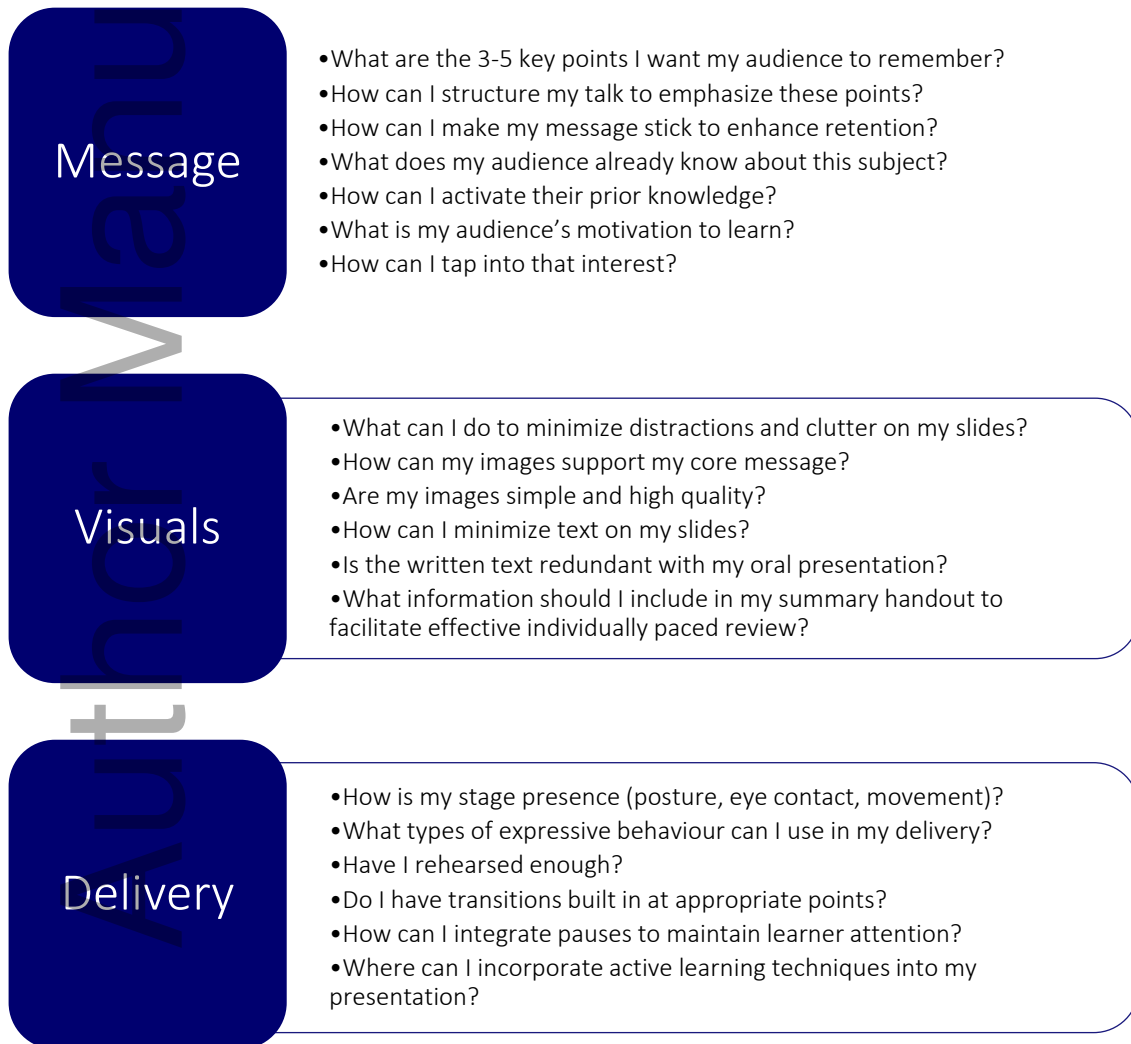 Message
•What are the 3-5 key points I want my audience to remember?
•How can I structure my talk to emphasize these points?
•How can I make my message stick to enhance retention?
•What does my audience already know about this subject?
•How can I activate their prior knowledge?
•What is my audience’s motivation to learn?
•How can I tap into that interest?
Visuals
•What can I do to minimize distractions and clutter on my slides?
•How can my images support my core message?
•Are my images simple and high quality?
•How can I minimize text on my slides?
•Is the written text redundant with my oral presentation?
•What information should I include in my summary handout to
facilitate effective individually paced review?
Delivery
•How is my stage presence (posture, eye contact, movement)?
•What types of expressive behaviour can I use in my delivery?
•Have I rehearsed enough?
•Do I have transitions built in at appropriate points?
•How can I integrate pauses to maintain learner attention?
•Where can I incorporate active learning techniques into my
presentation?
Author Manu